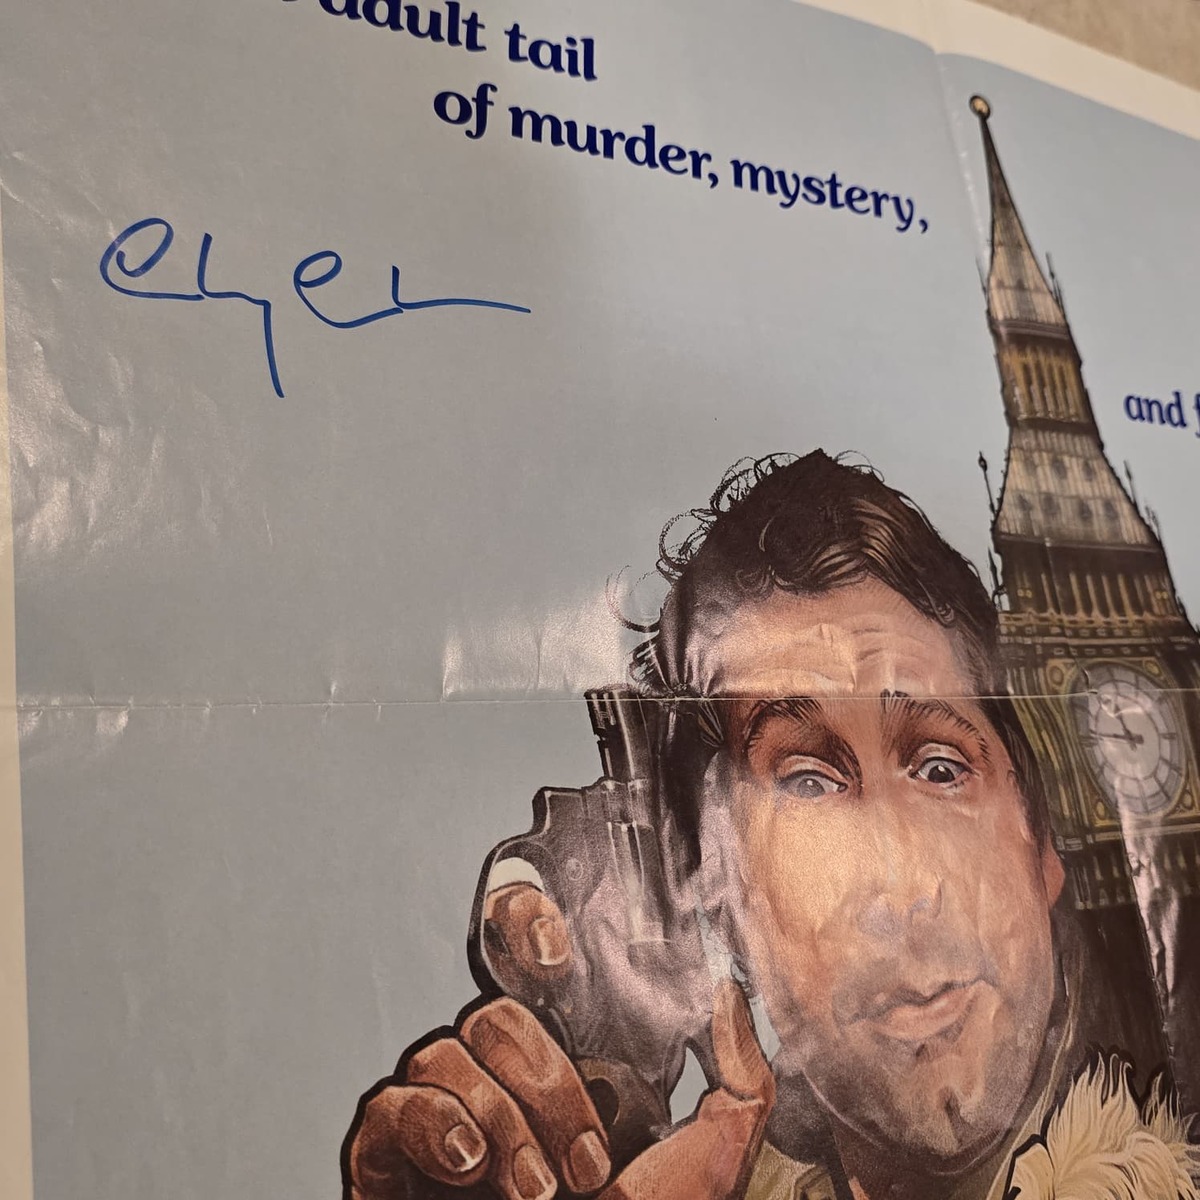 adult tail
of murder, mystery,
and